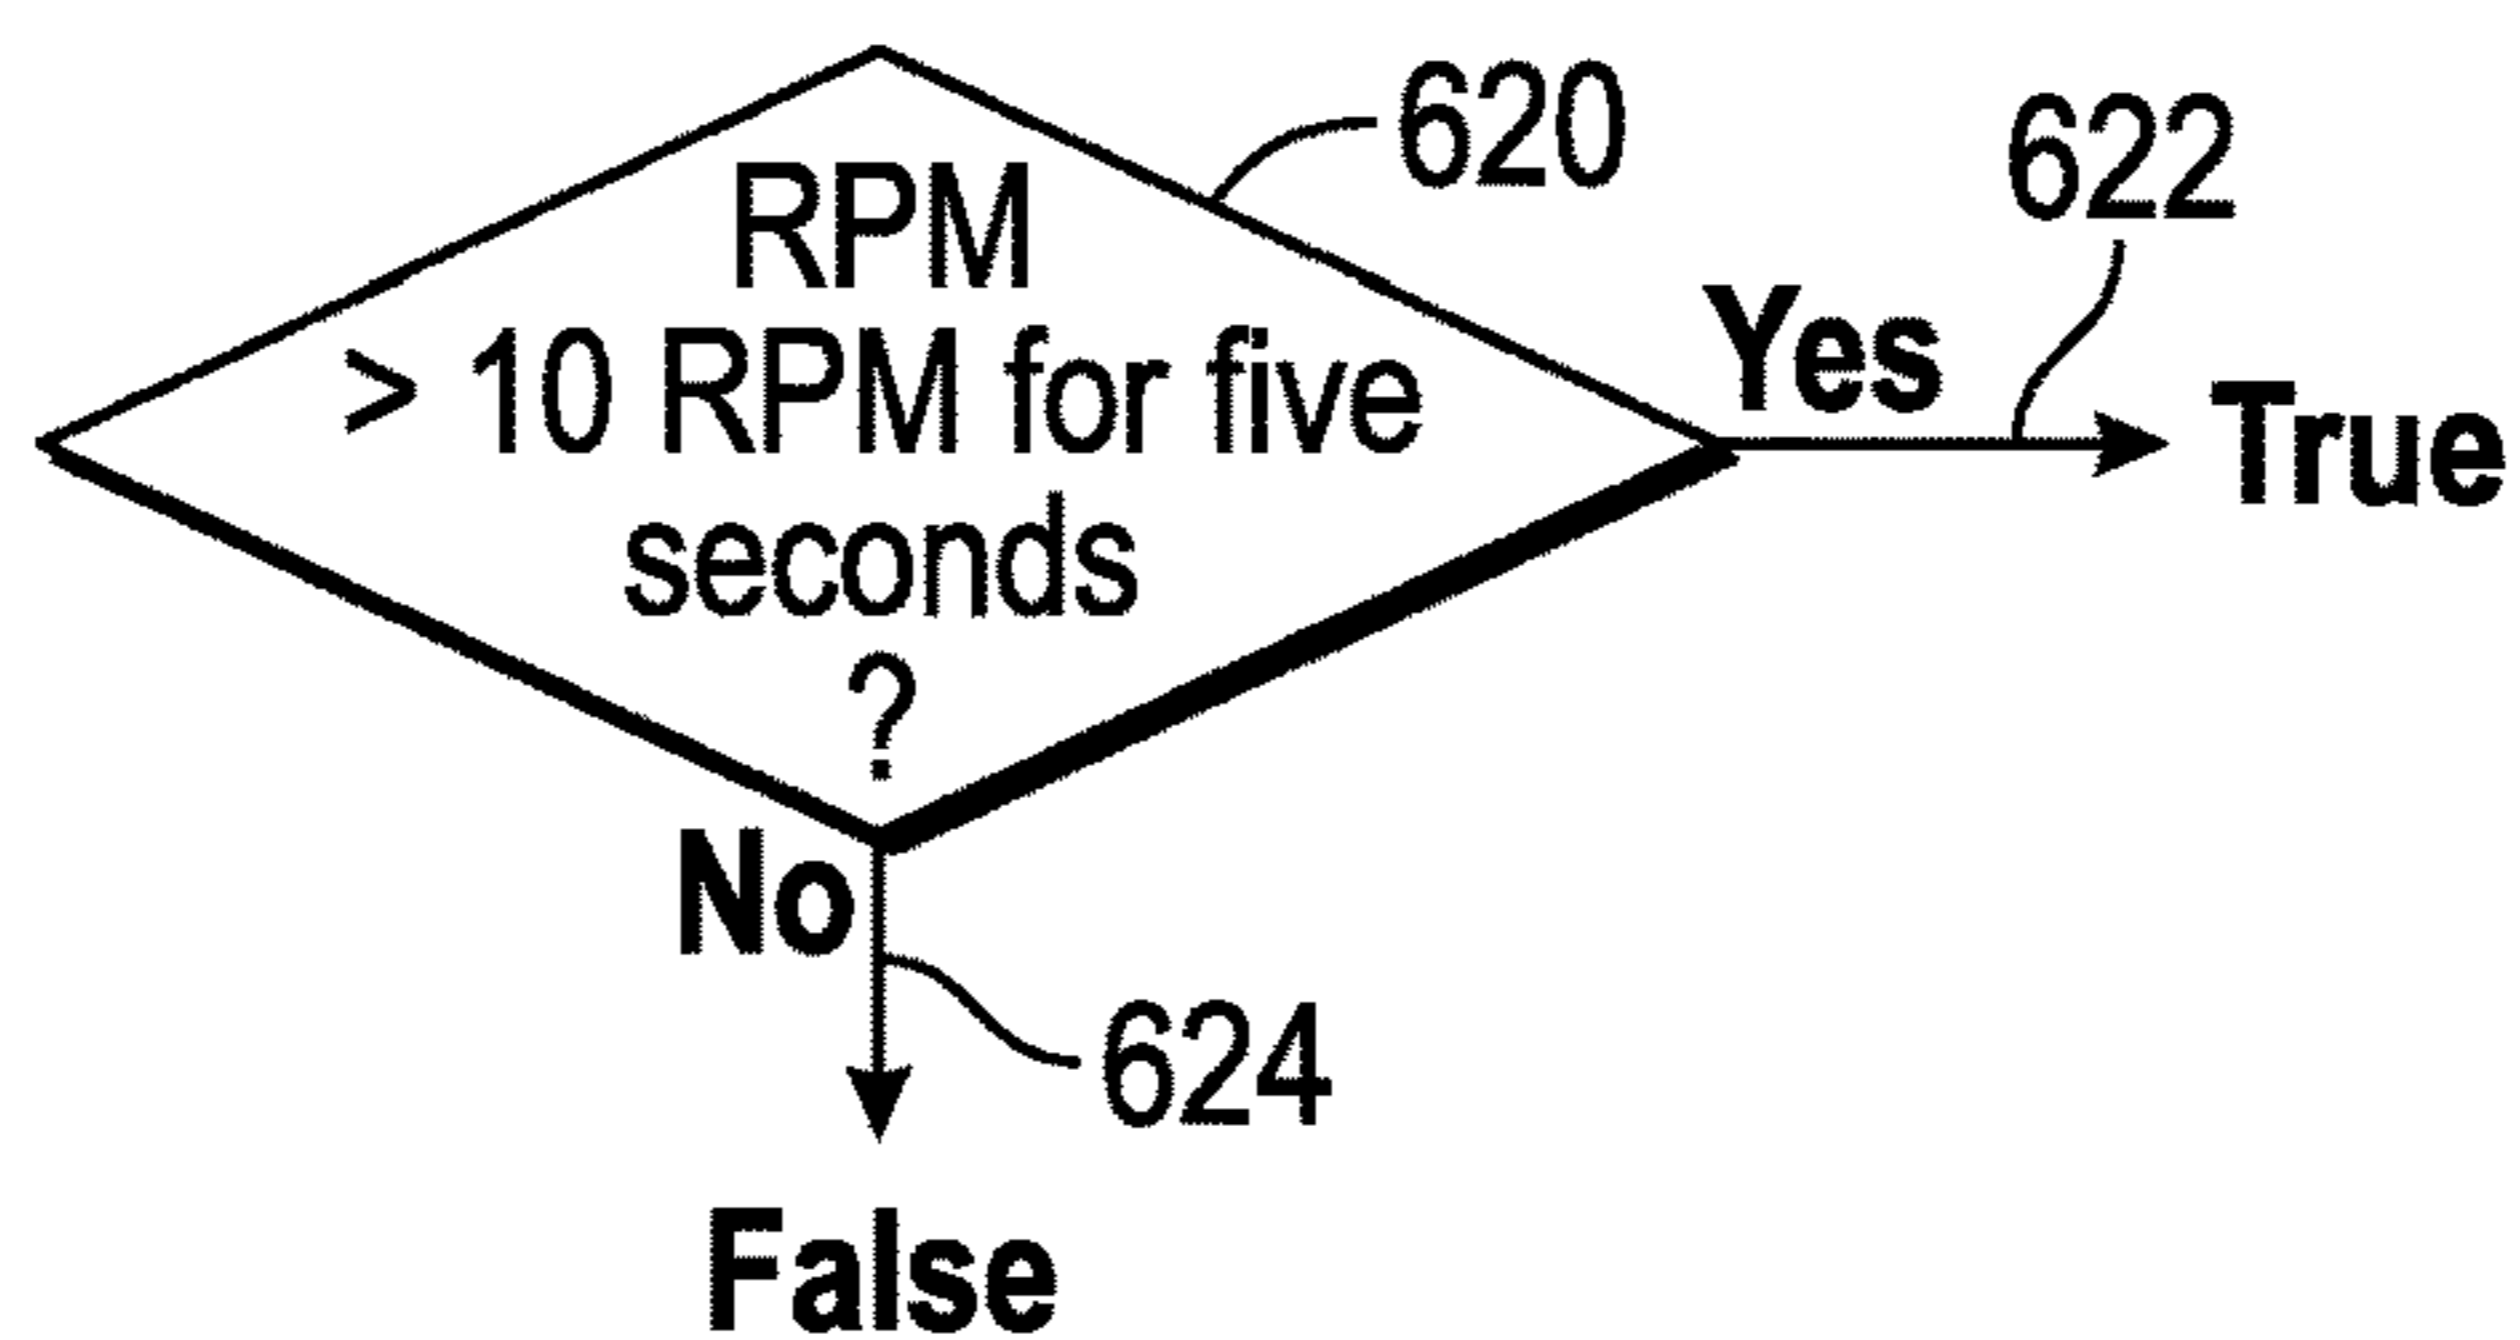 620
622
RPM
> 10 RPM for five
seconds
?
Yes
True
No
624
False